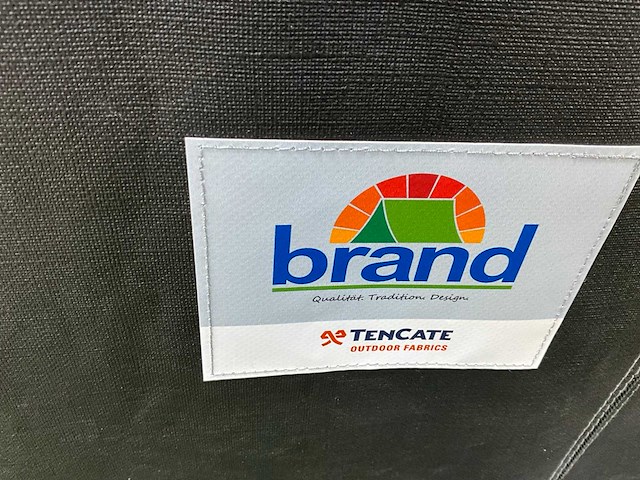 brand
Qualität. Tradition. Design.
TENCATE
OUTDOOR FABRICS